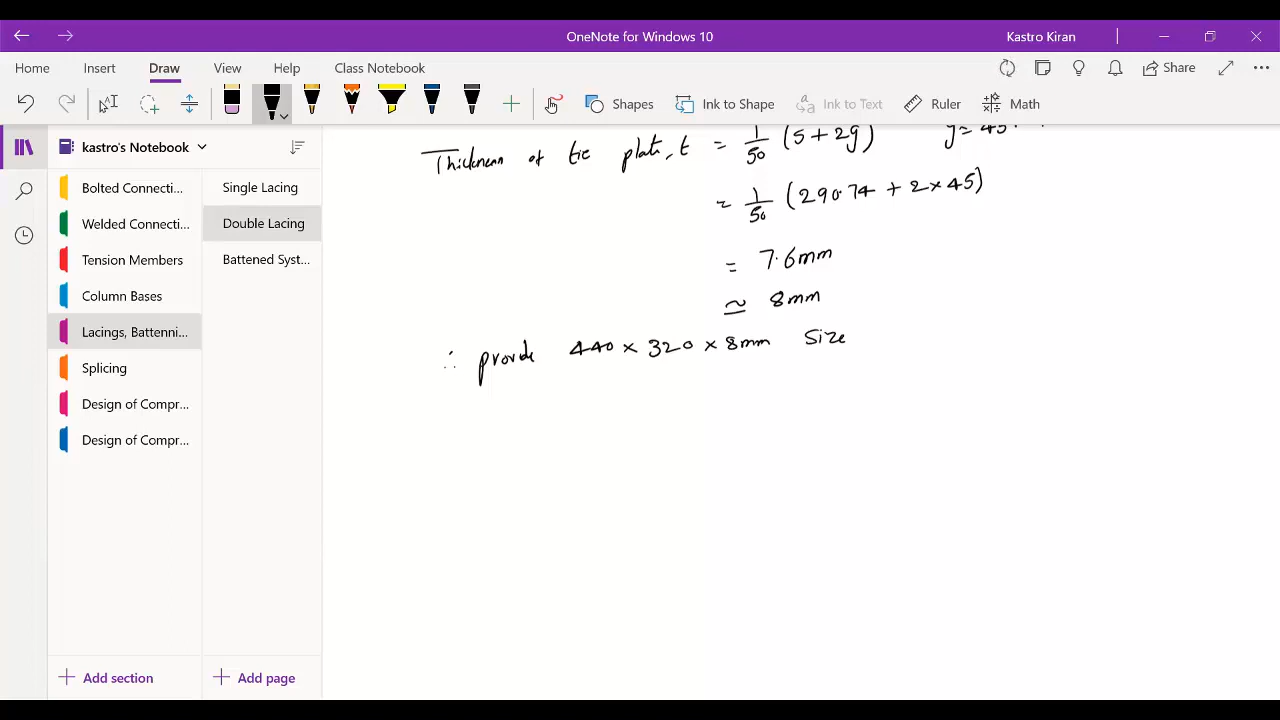 OneNote for Windows 10
Kastro Kiran
Home Insert Draw View Help Class Notebook
Share
Shapes Ink to Shape Ink to Text Ruler Math
kastro's Notebook
Bolted Connecti...
Welded Connecti...
Tension Members
Column Bases
Lacings, Battenni...
Splicing
Design of Compr...
Design of Compr...
Add section
Single Lacing
Double Lacing
Battened Syst...
Add page
Thickness of tie plate, t = 1/50 (S + 2g) g = 45
= 1/50 (290.74 + 2 × 45)
= 7.6mm
≃ 8mm
∴ provide 440 × 320 × 8mm Size